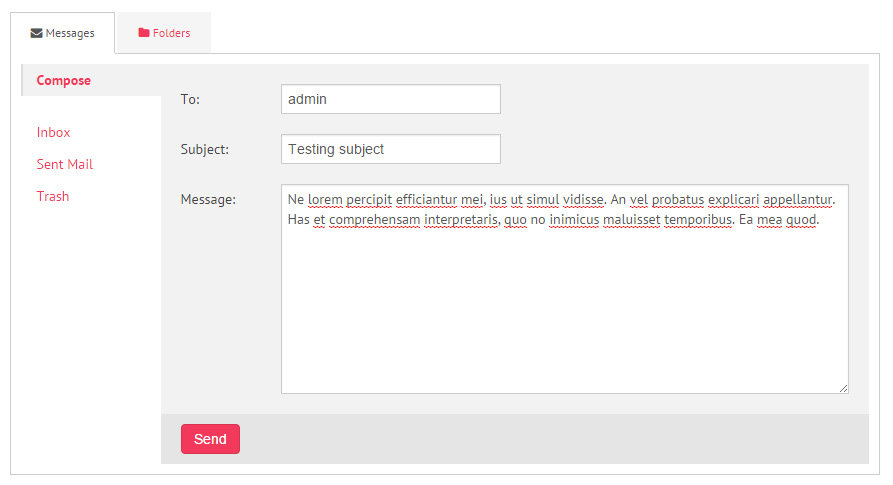 Messages
Folders
Compose
Inbox
Sent Mail
Trash
To:
admin
Subject:
Testing subject
Message:
Ne lorem percipit efficiantur mei, ius ut simul vidisse. An vel probatus explicari appellantur.
Has et comprehensam interpretaris, quo no inimicus maluisset temporibus. Ea mea quod.
Send